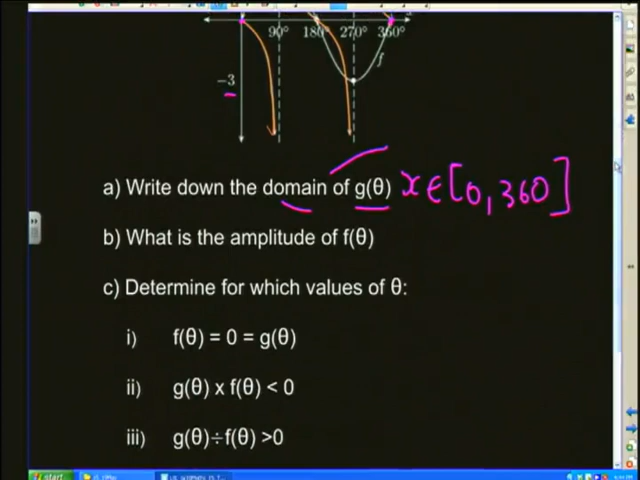 90° 180° 270° 360°
f
−3
a) Write down the domain of g(θ) x ∈ [0, 360]
b) What is the amplitude of f(θ)
c) Determine for which values of θ:
i) f(θ) = 0 = g(θ)
ii) g(θ) x f(θ) < 0
iii) g(θ)÷f(θ) >0
start